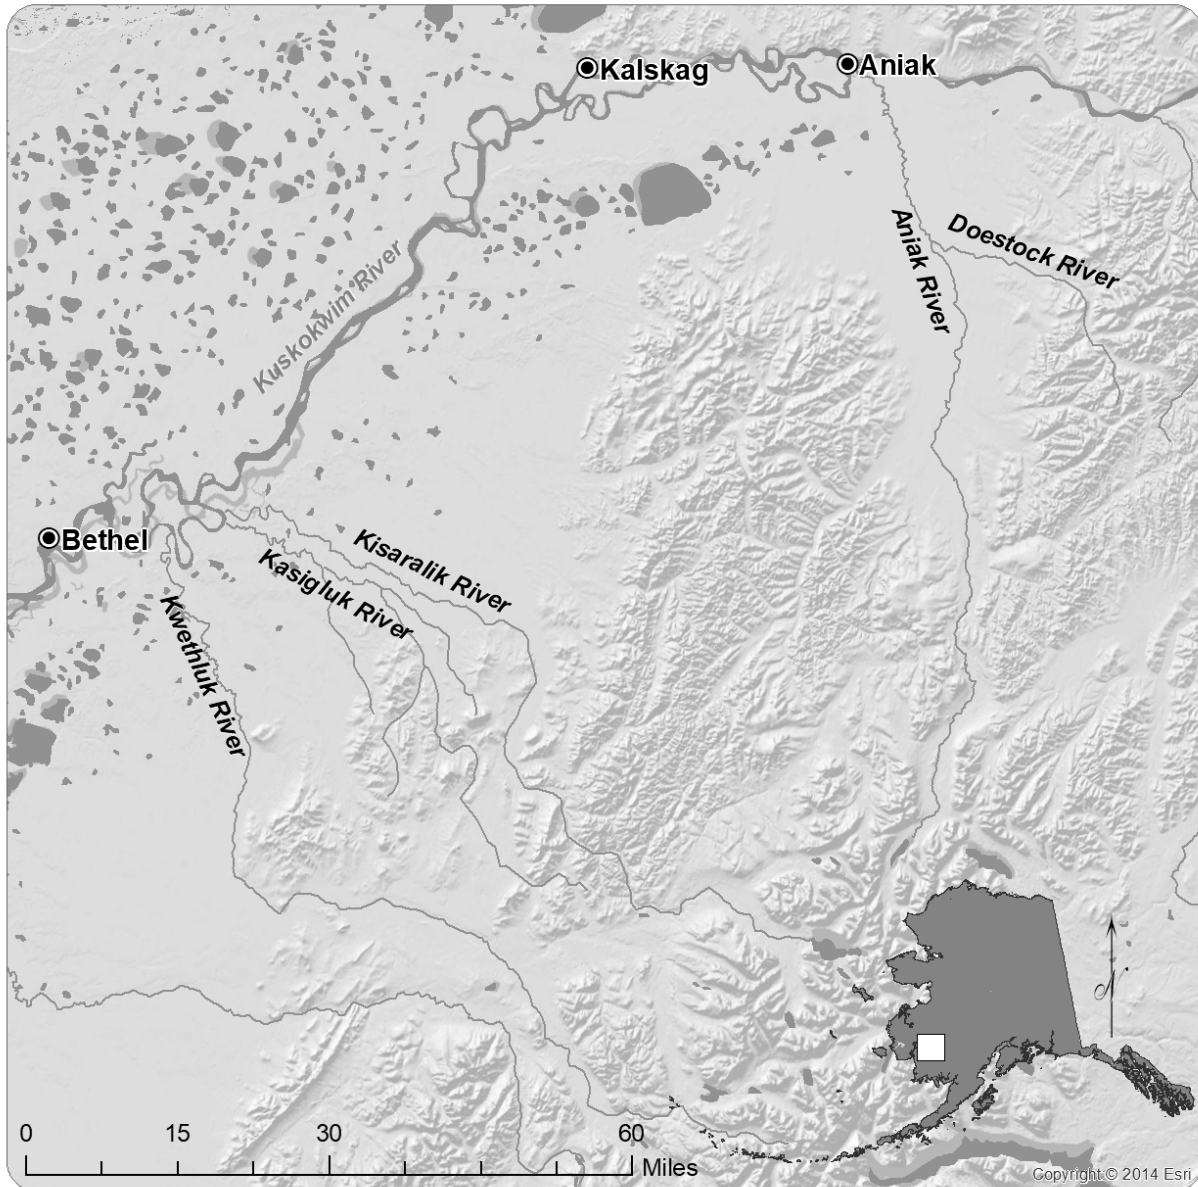 Kalskag
Aniak
Kuskokwim River
Aniak River
Doestock River
Bethel
Kisaralik River
Kasigluk River
Kwethluk River
N
0 15 30 60 Miles
Copyright:© 2014 Esri